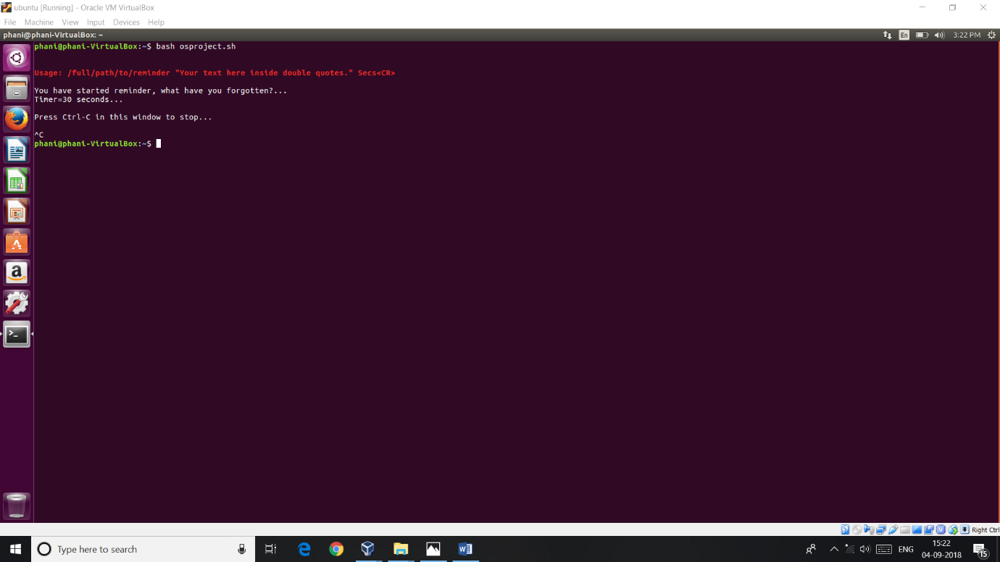 ubuntu [Running] - Oracle VM VirtualBox
File Machine View Input Devices Help
phani@phani-VirtualBox: ~
En
3:22 PM
phani@phani-VirtualBox:~$ bash osproject.sh
Usage: /full/path/to/reminder "Your text here inside double quotes." Secs<CR>
You have started reminder, what have you forgotten?...
Timer=30 seconds...
Press Ctrl-C in this window to stop...
^C
phani@phani-VirtualBox:~$
Right Ctrl
Type here to search
ENG
15:22
04-09-2018
15